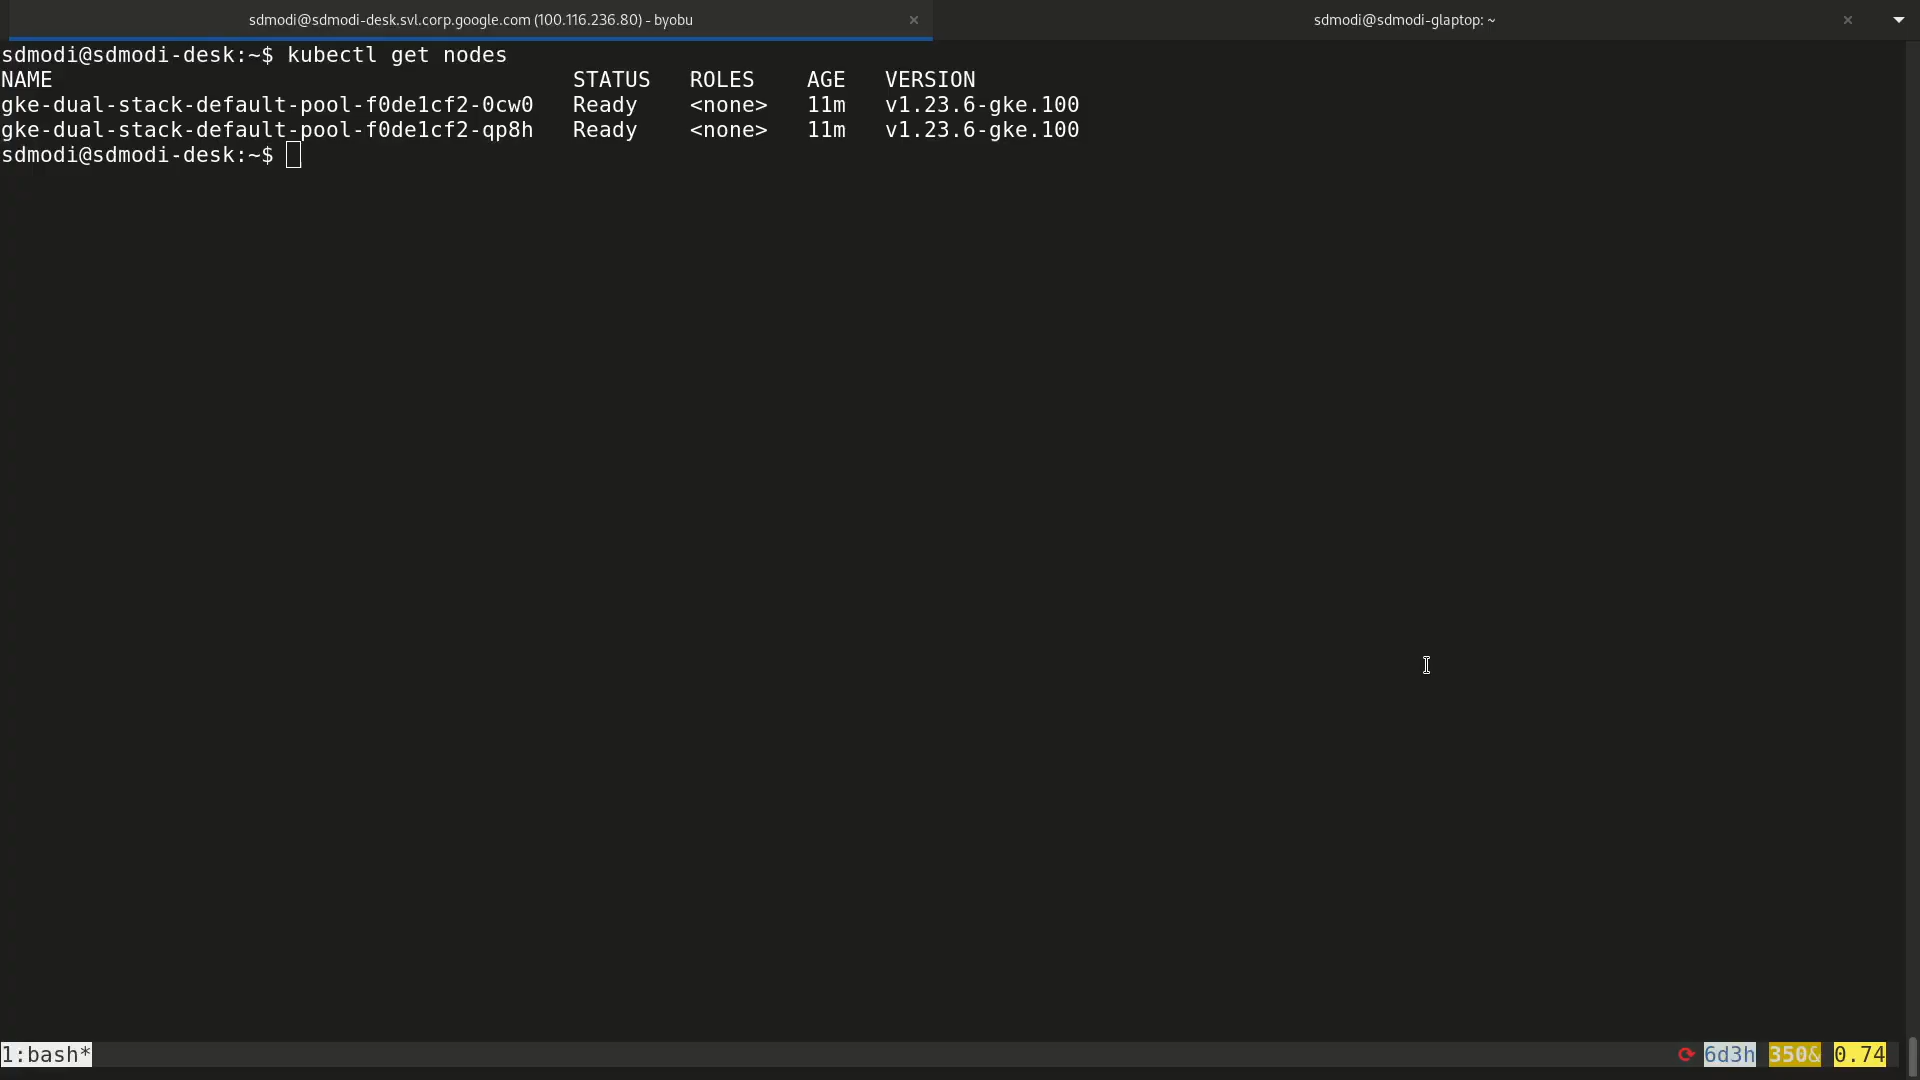 sdmodi@sdmodi-desk.svl.corp.google.com (100.116.236.80) - byobu × sdmodi@sdmodi-glaptop: ~ ×
sdmodi@sdmodi-desk:~$ kubectl get nodes
NAME STATUS ROLES AGE VERSION
gke-dual-stack-default-pool-f0de1cf2-0cw0 Ready <none> 11m v1.23.6-gke.100
gke-dual-stack-default-pool-f0de1cf2-qp8h Ready <none> 11m v1.23.6-gke.100
sdmodi@sdmodi-desk:~$
1:bash* 6d3h 350& 0.74